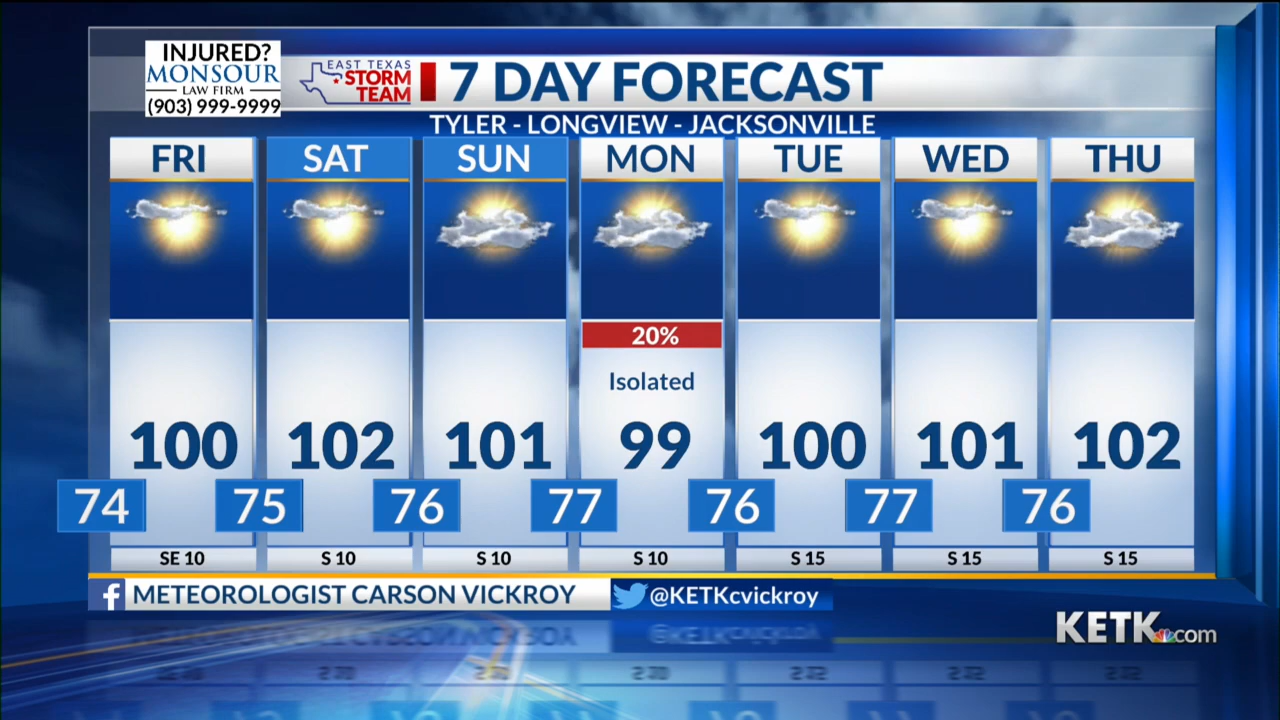 INJURED?
MONSOUR
LAW FIRM
(903) 999-9999
EAST TEXAS
STORM
TEAM
7 DAY FORECAST
TYLER - LONGVIEW - JACKSONVILLE
FRI SAT SUN MON TUE WED THU
20%
Isolated
100 102 101 99 100 101 102
74 75 76 77 76 77 76
SE 10 S 10 S 10 S 10 S 15 S 15 S 15
f METEOROLOGIST CARSON VICKROY @KETKcvickroy
KETK.com